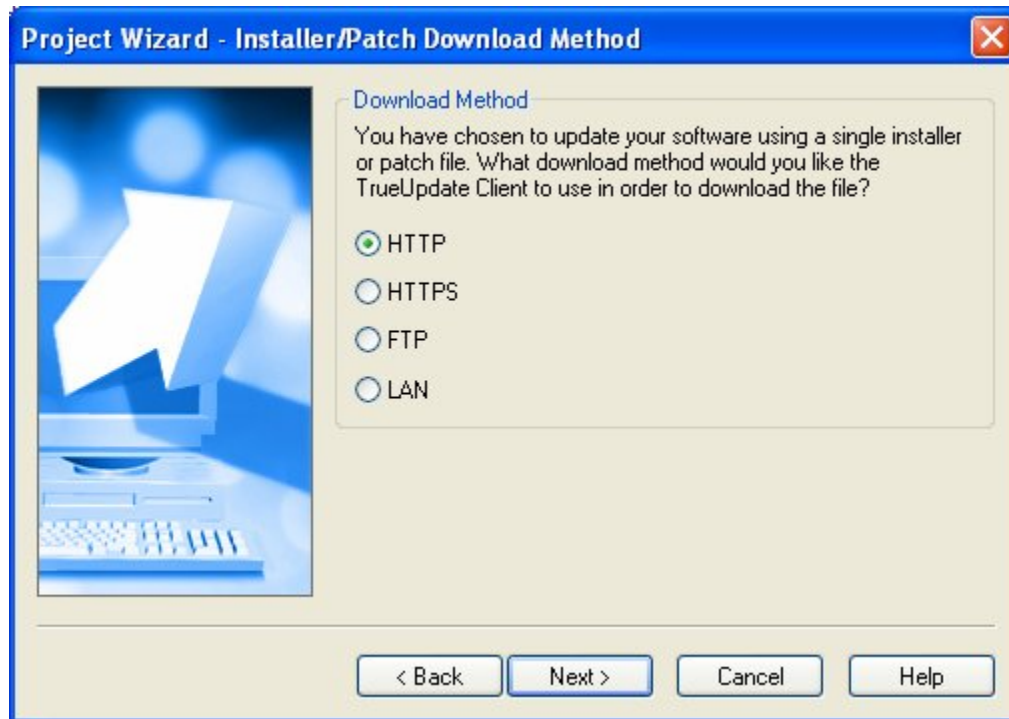 Project Wizard - Installer/Patch Download Method
Download Method
You have chosen to update your software using a single installer
or patch file. What download method would you like the
TrueUpdate Client to use in order to download the file?
HTTP
HTTPS
FTP
LAN
< Back
Next >
Cancel
Help